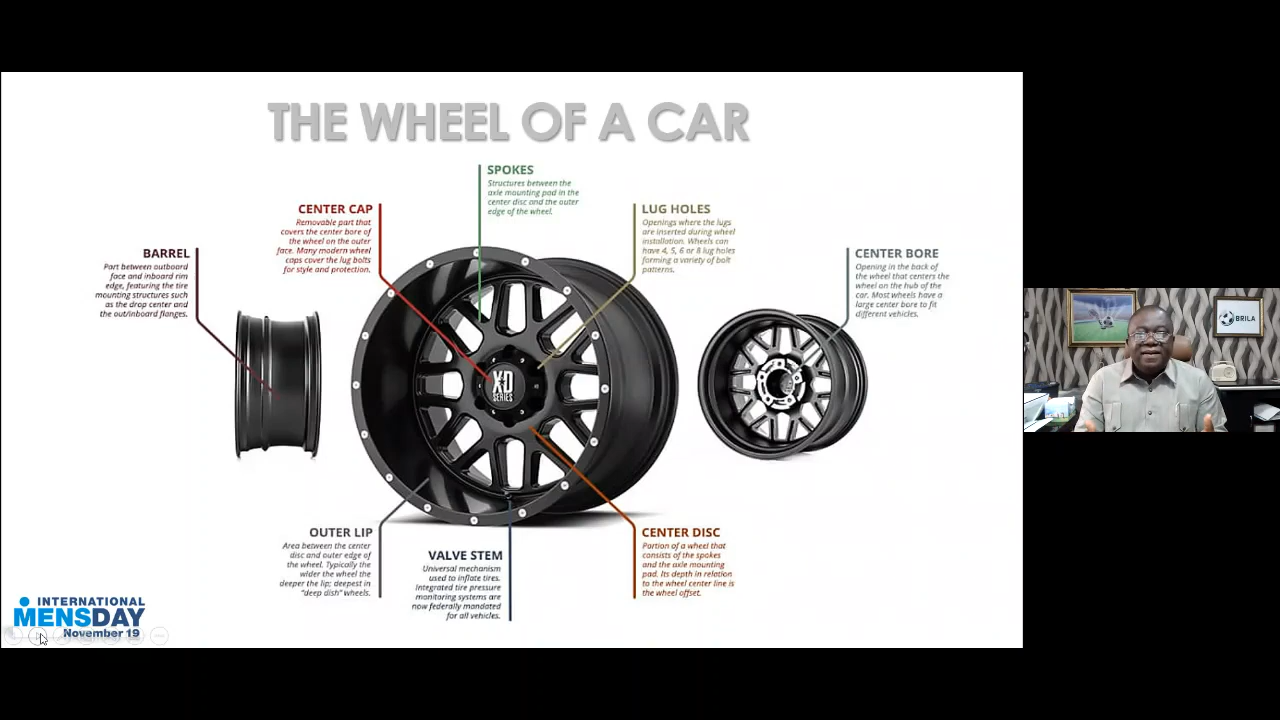 THE WHEEL OF A CAR
SPOKES
Structures between the
axle mounting pad in the
center disc and the outer
edge of the wheel.
CENTER CAP
Removable part that
covers the center bore of
the wheel on the outer
face. Many modern wheel
caps cover the lug bolts
for style and protection.
LUG HOLES
Openings where the lugs
are inserted during wheel
installation. Wheels can
have 4, 5, 6 or 8 lug holes
forming a variety of bolt
patterns.
BARREL
Part between outboard
face and inboard rim
edge, featuring the tire
mounting structures such
as the drop center and
the out/inboard flanges.
CENTER BORE
Opening in the back of
the wheel that centers the
wheel on the hub of the
car. Most wheels have a
large center bore to fit
different vehicles.
XD
SERIES
BRILA
OUTER LIP
Area between the center
disc and outer edge of
the wheel. Typically the
wider the wheel the
deeper the lip; deepest in
"deep dish" wheels.
VALVE STEM
Universal mechanism
used to inflate tires.
Integrated tire pressure
monitoring systems are
now federally mandated
for all vehicles.
CENTER DISC
Portion of a wheel that
consists of the spokes
and the axle mounting
pad. Its depth in relation
to the wheel center line is
the wheel offset.
INTERNATIONAL
MENSDAY
November 19